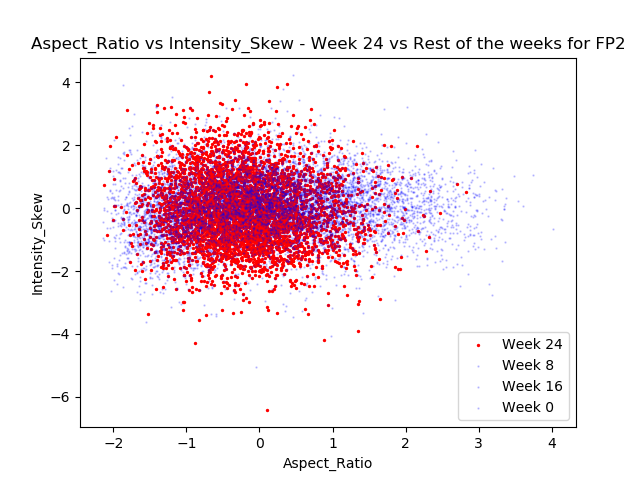 Aspect_Ratio vs Intensity_Skew - Week 24 vs Rest of the weeks for FP2
4
2
0
−2
−4
−6
Intensity_Skew
Week 24
Week 8
Week 16
Week 0
−2
−1
0
1
2
3
4
Aspect_Ratio